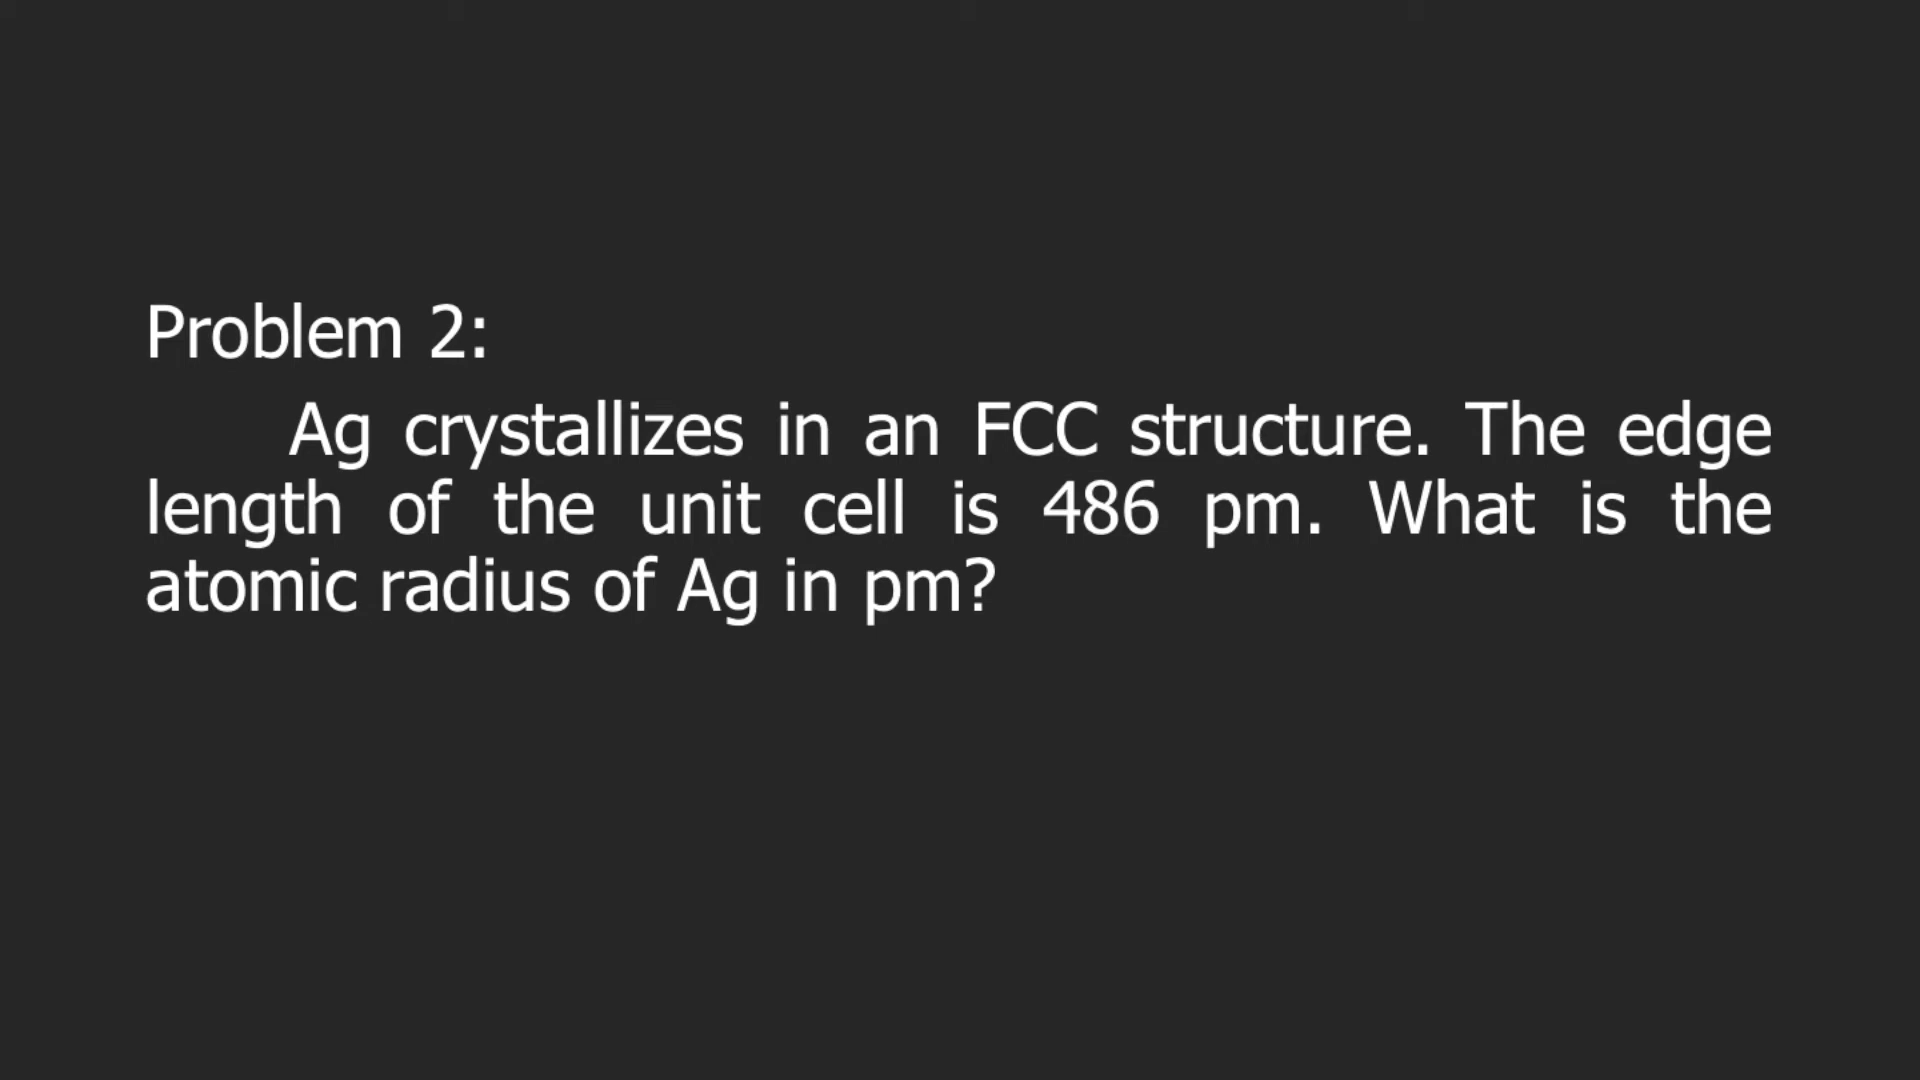 Problem 2:
Ag crystallizes in an FCC structure. The edge
length of the unit cell is 486 pm. What is the
atomic radius of Ag in pm?